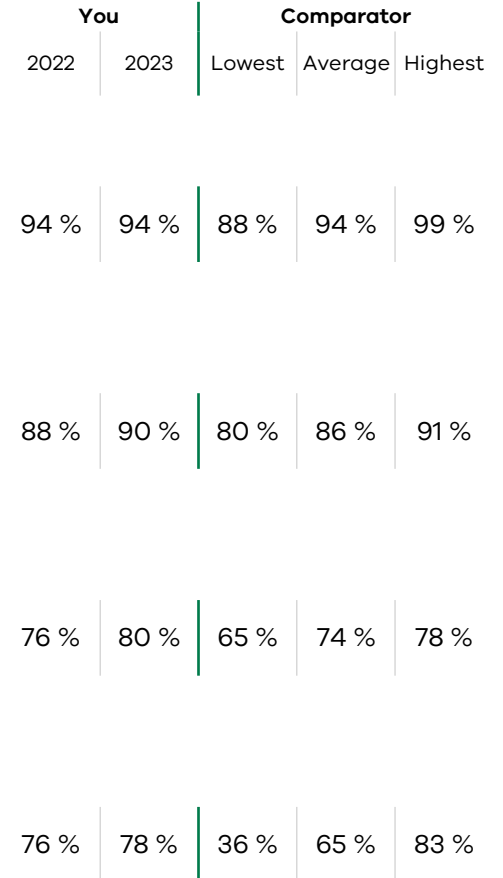 You Comparator
2022 2023 Lowest Average Highest
94 % 94 % 88 % 94 % 99 %
88 % 90 % 80 % 86 % 91 %
76 % 80 % 65 % 74 % 78 %
76 % 78 % 36 % 65 % 83 %